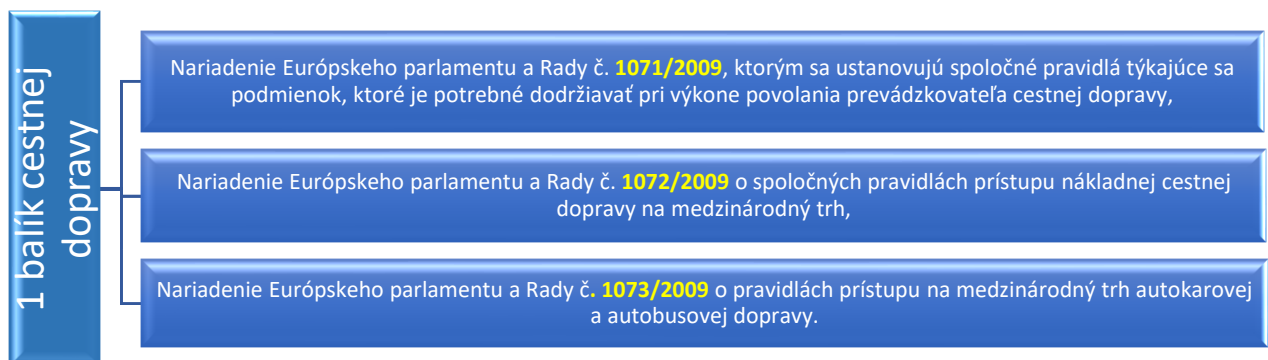 1 balík cestnej
dopravy
Nariadenie Európskeho parlamentu a Rady č. 1071/2009, ktorým sa ustanovujú spoločné pravidlá týkajúce sa
podmienok, ktoré je potrebné dodržiavať pri výkone povolania prevádzkovateľa cestnej dopravy,
Nariadenie Európskeho parlamentu a Rady č. 1072/2009 o spoločných pravidlách prístupu nákladnej cestnej
dopravy na medzinárodný trh,
Nariadenie Európskeho parlamentu a Rady č. 1073/2009 o pravidlách prístupu na medzinárodný trh autokarovej
a autobusovej dopravy.